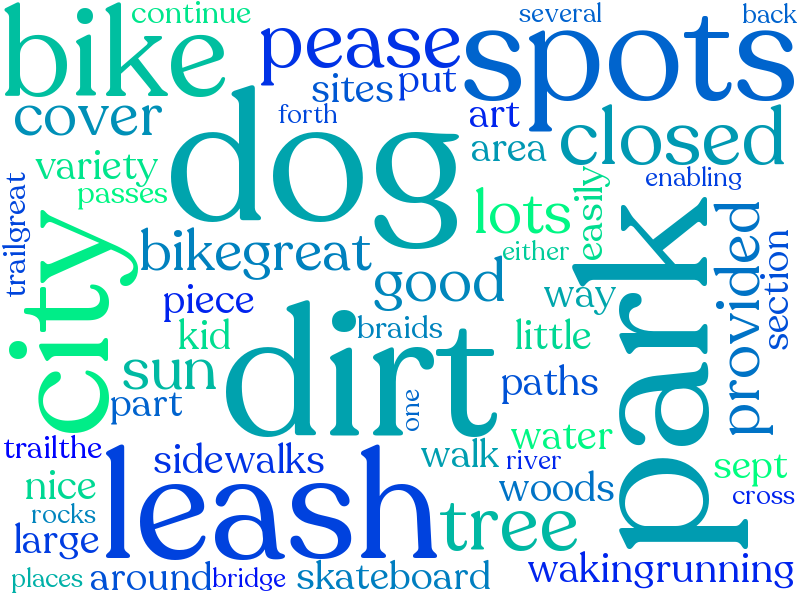 continue
several
back
bike
pease
spots
sites
put
cover
forth
art
dog
area
closed
variety
passes
enabling
trailgreat
city
lots
easily
either
bikegreat
good
park
provided
section
way
piece
kid
braids
little
dirt
sun
part
one
paths
trailthe
sidewalks
walk
water
river
sept
nice
leash
woods
cross
rocks
large
tree
places
around
bridge
skateboard
wakingrunning